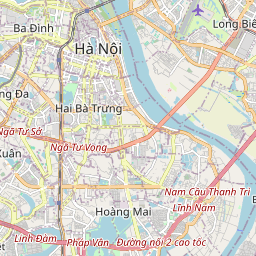 Long Biê
Ba Đình
Hà Nội
ng Đa
Hai Bà Trưng
Ngã Tư Sở
Ngã Tư Vọng
Xuân
Nam Cầu Thanh Trì
Lĩnh Nam
Hoàng Mai
Linh Đàm
Pháp Vân
Đường nối 2 cao tốc
ệt